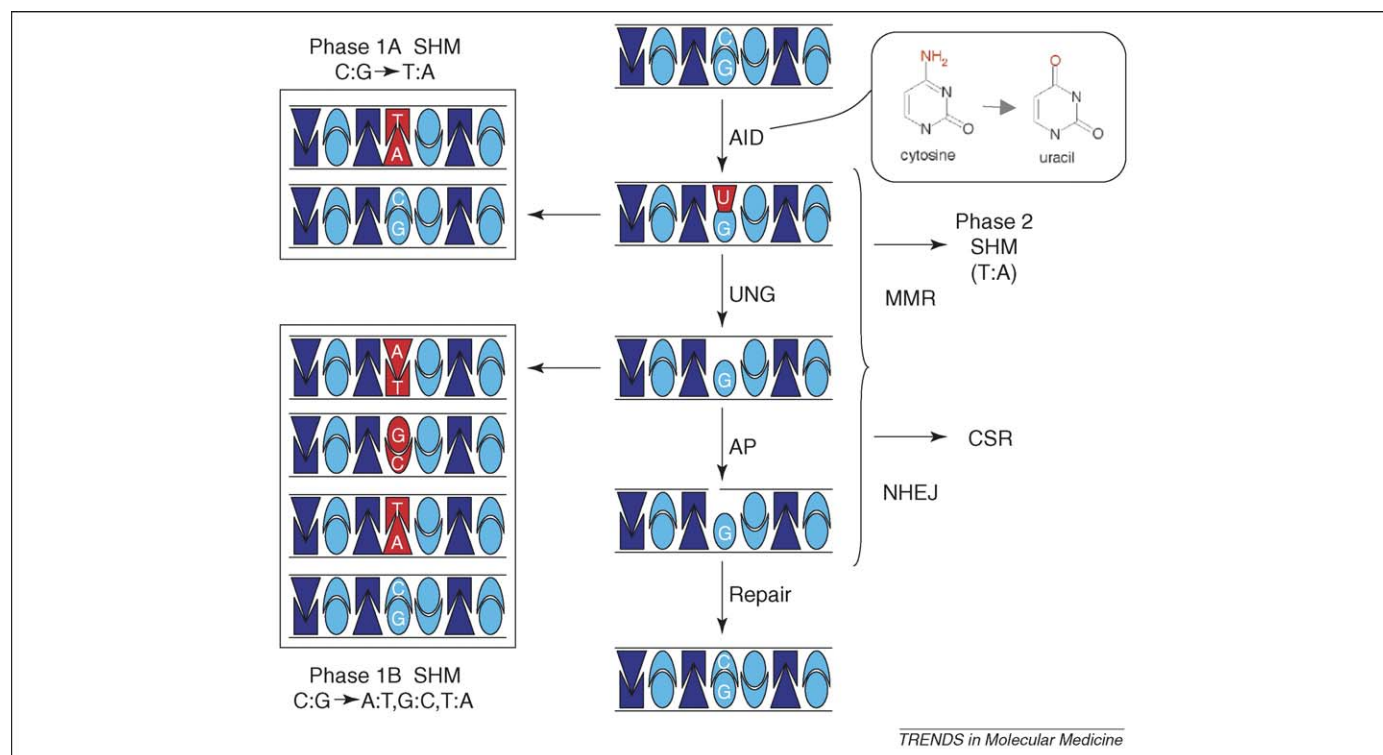 Phase 1A SHM
C:G→T:A
T
A
C
G
C
G
AID
NH₂
N
N
O
cytosine
O
N
N
O
uracil
U
G
Phase 2
SHM
(T:A)
UNG
MMR
G
A
T
G
C
T
A
C
G
AP
CSR
NHEJ
G
Repair
C
G
Phase 1B SHM
C:G→A:T,G:C,T:A
TRENDS in Molecular Medicine